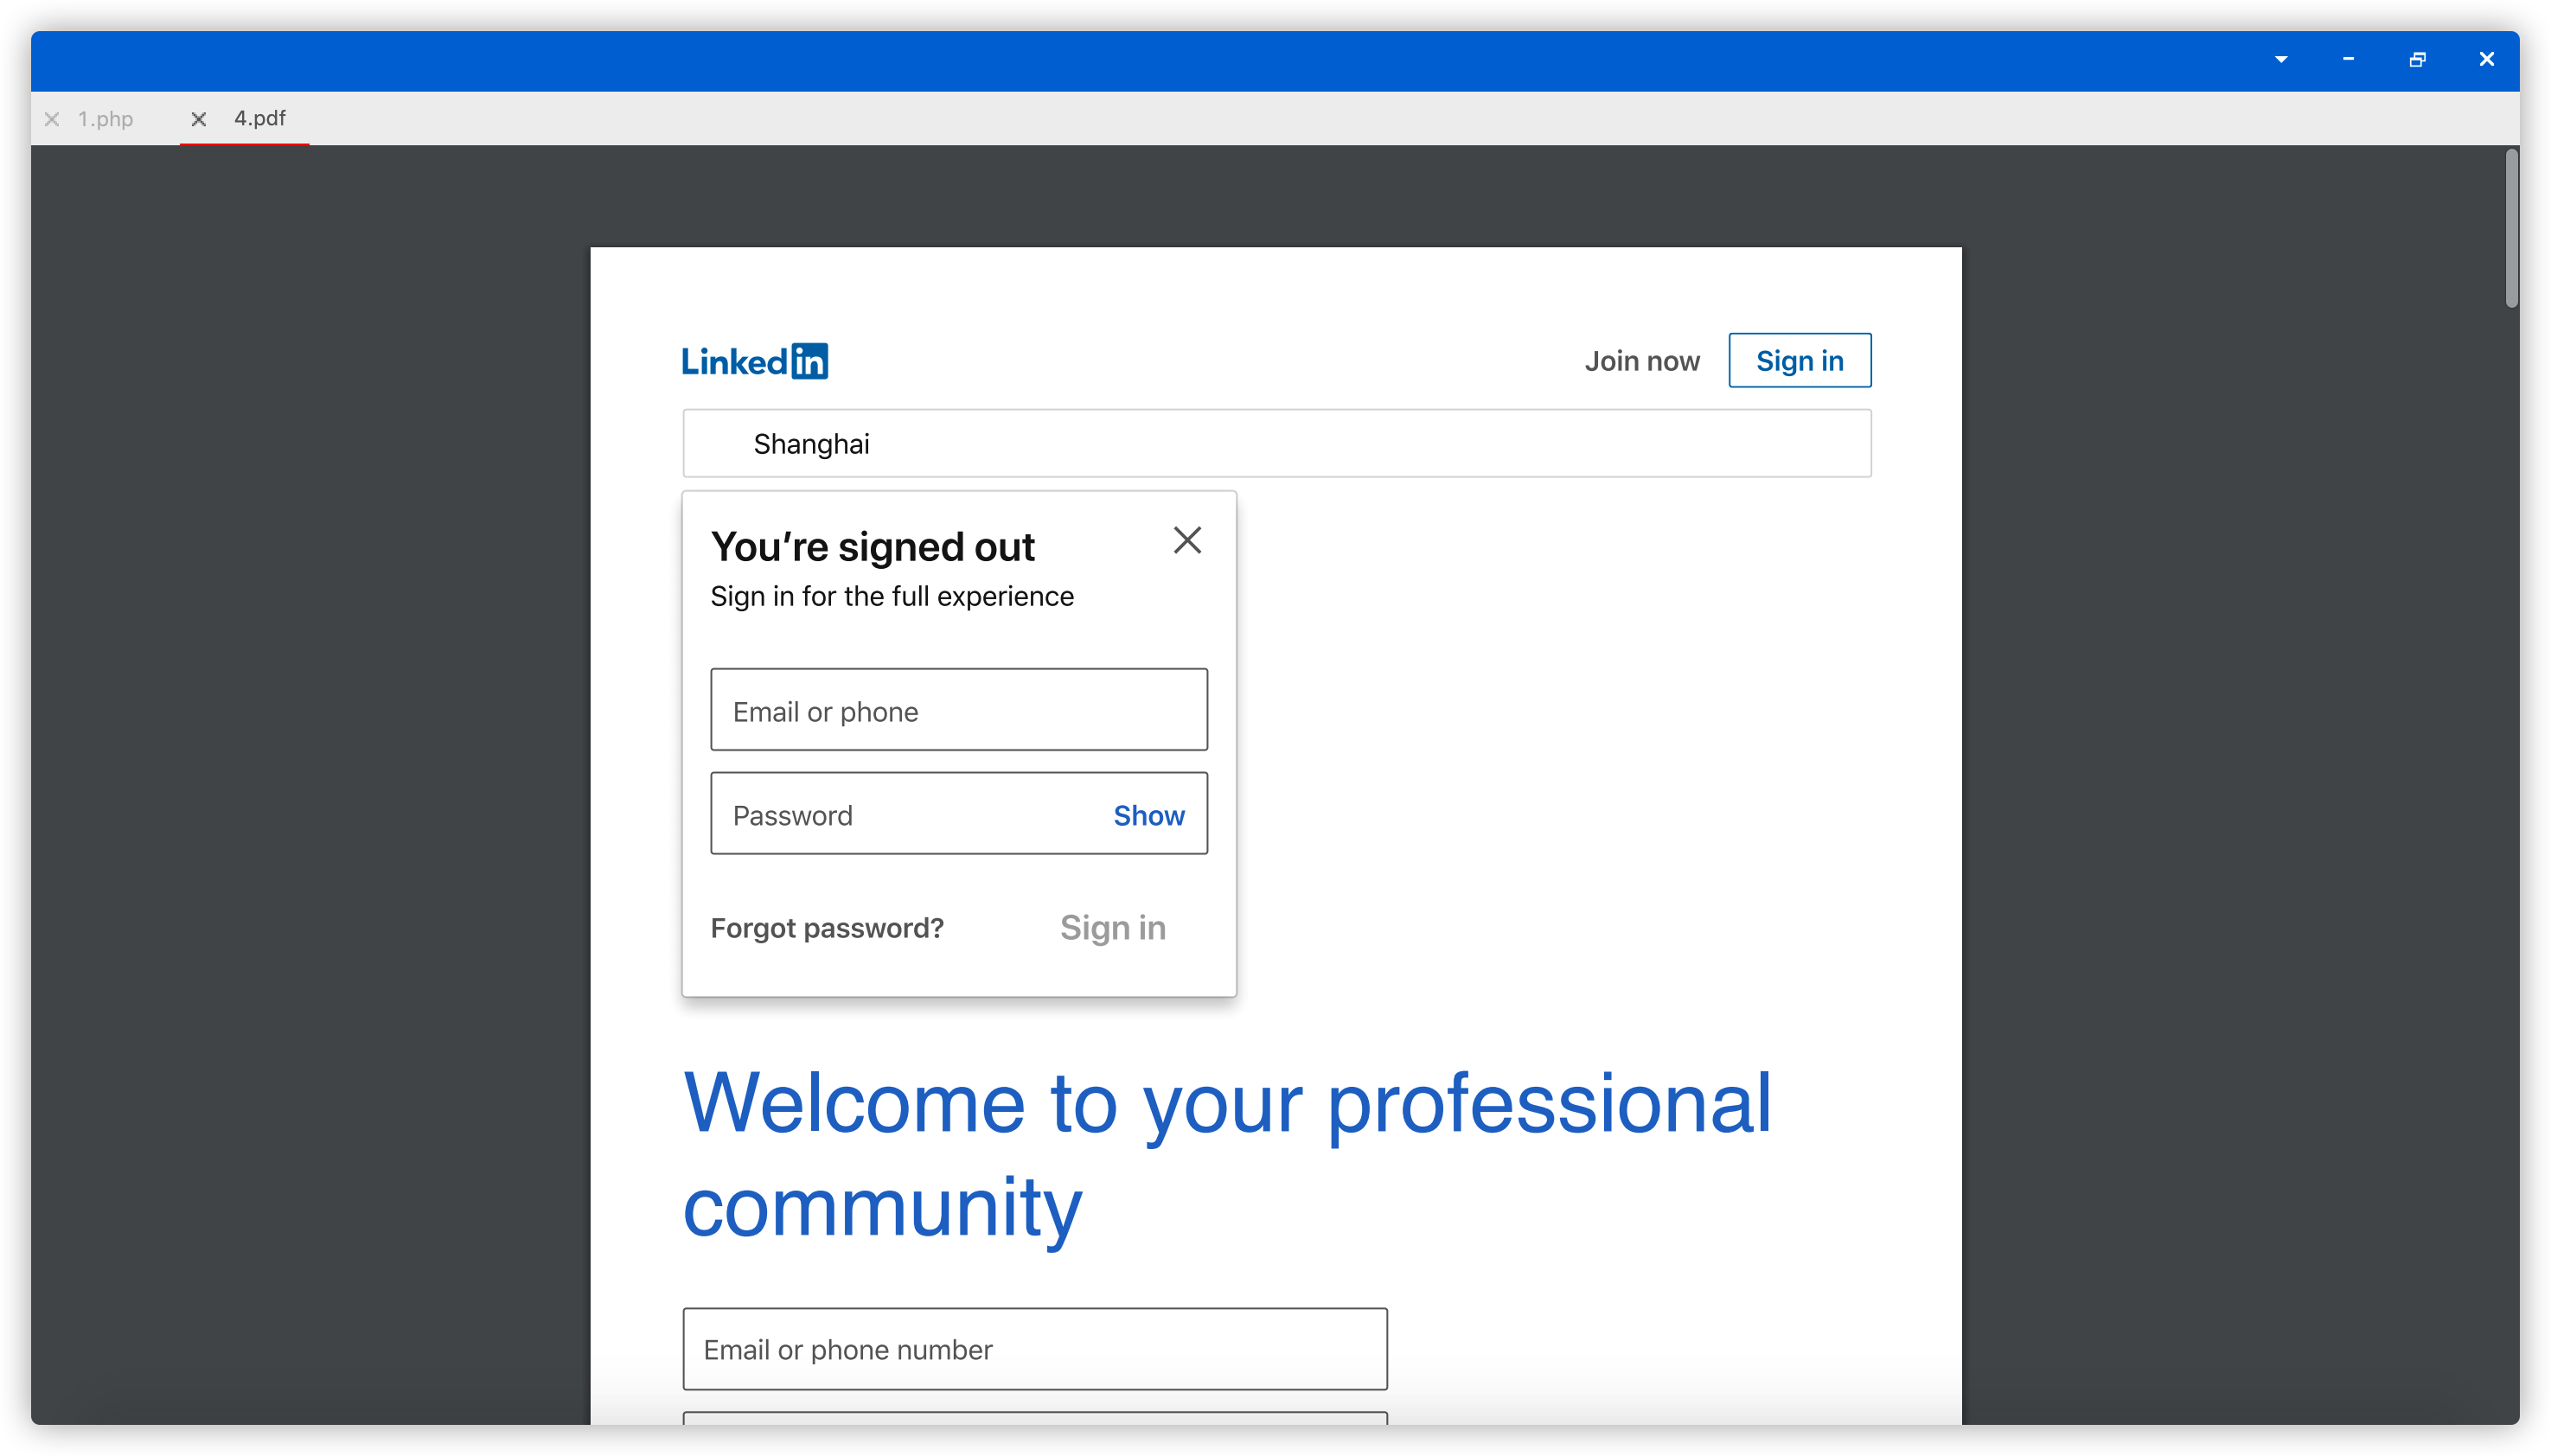 1.php 4.pdf
Linkedin Join now Sign in
Shanghai
You’re signed out
Sign in for the full experience
Email or phone
Password Show
Forgot password? Sign in
Welcome to your professional
community
Email or phone number